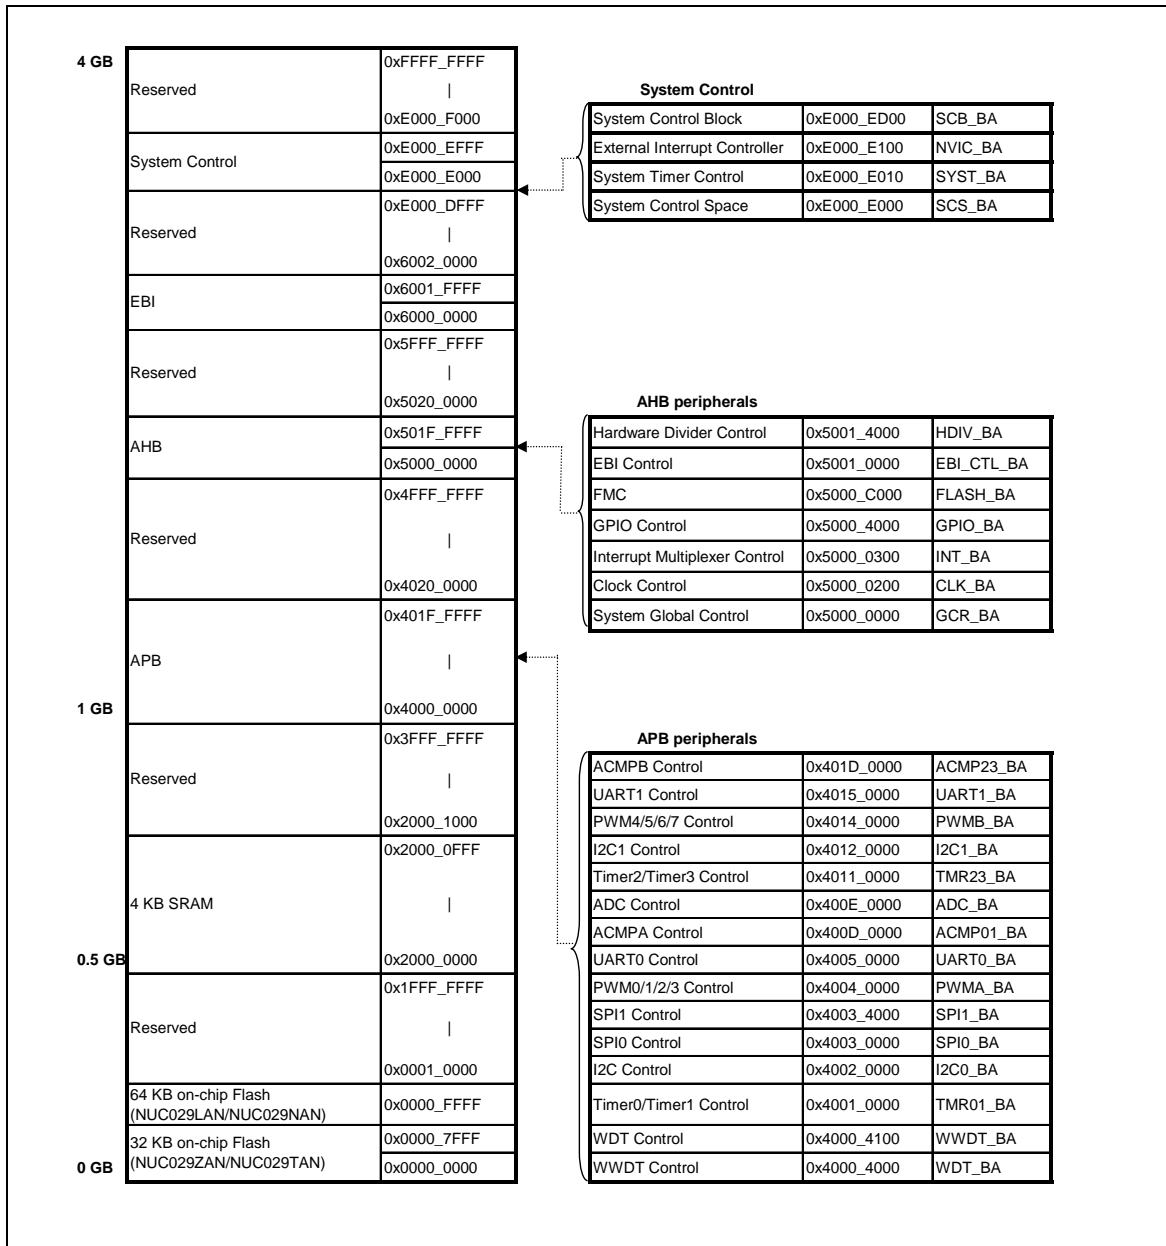 4 GB
Reserved
0xFFFF_FFFF
|
0xE000_F000
System Control
0xE000_EFFF
0xE000_E000
Reserved
0xE000_DFFF
|
0x6002_0000
EBI
0x6001_FFFF
0x6000_0000
Reserved
0x5FFF_FFFF
|
0x5020_0000
AHB
0x501F_FFFF
0x5000_0000
Reserved
0x4FFF_FFFF
|
0x4020_0000
APB
0x401F_FFFF
|
1 GB
0x4000_0000
Reserved
0x3FFF_FFFF
|
0x2000_1000
4 KB SRAM
0x2000_0FFF
|
0.5 GB
0x2000_0000
Reserved
0x1FFF_FFFF
|
0x0001_0000
64 KB on-chip Flash
(NUC029LAN/NUC029NAN)
0x0000_FFFF
32 KB on-chip Flash
(NUC029ZAN/NUC029TAN)
0x0000_7FFF
0 GB
0x0000_0000
System Control
System Control Block 0xE000_ED00 SCB_BA
External Interrupt Controller 0xE000_E100 NVIC_BA
System Timer Control 0xE000_E010 SYST_BA
System Control Space 0xE000_E000 SCS_BA
AHB peripherals
Hardware Divider Control 0x5001_4000 HDIV_BA
EBI Control 0x5001_0000 EBI_CTL_BA
FMC 0x5000_C000 FLASH_BA
GPIO Control 0x5000_4000 GPIO_BA
Interrupt Multiplexer Control 0x5000_0300 INT_BA
Clock Control 0x5000_0200 CLK_BA
System Global Control 0x5000_0000 GCR_BA
APB peripherals
ACMPB Control 0x401D_0000 ACMP23_BA
UART1 Control 0x4015_0000 UART1_BA
PWM4/5/6/7 Control 0x4014_0000 PWMB_BA
I2C1 Control 0x4012_0000 I2C1_BA
Timer2/Timer3 Control 0x4011_0000 TMR23_BA
ADC Control 0x400E_0000 ADC_BA
ACMPA Control 0x400D_0000 ACMP01_BA
UART0 Control 0x4005_0000 UART0_BA
PWM0/1/2/3 Control 0x4004_0000 PWMA_BA
SPI1 Control 0x4003_4000 SPI1_BA
SPI0 Control 0x4003_0000 SPI0_BA
I2C Control 0x4002_0000 I2C0_BA
Timer0/Timer1 Control 0x4001_0000 TMR01_BA
WDT Control 0x4000_4100 WWDT_BA
WWDT Control 0x4000_4000 WDT_BA